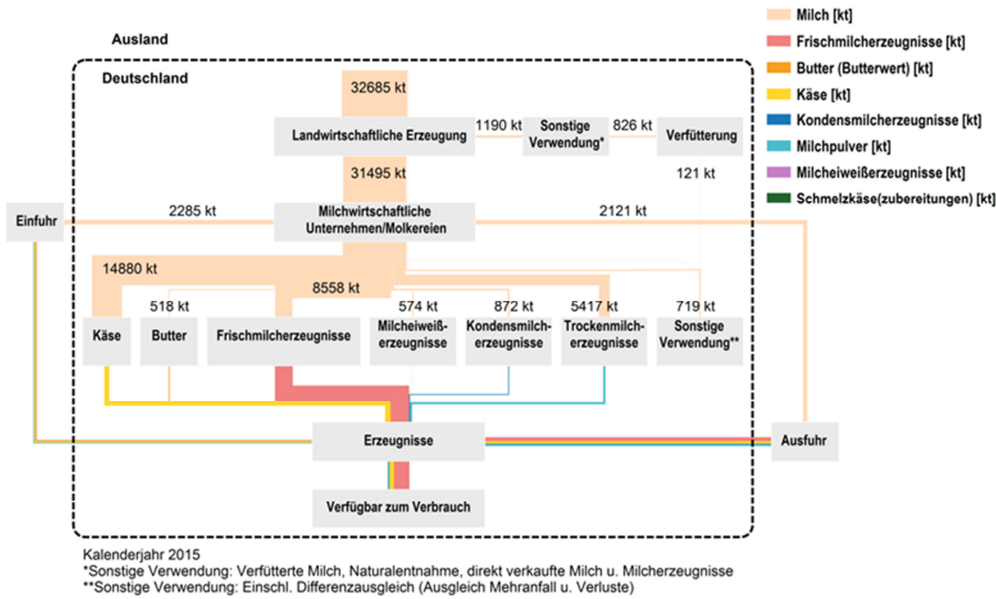 Ausland
Deutschland
32685 kt
Landwirtschaftliche Erzeugung
1190 kt
Sonstige
Verwendung*
826 kt
Verfütterung
31495 kt
121 kt
Einfuhr
2285 kt
Milchwirtschaftliche
Unternehmen/Molkereien
2121 kt
14880 kt
8558 kt
518 kt
574 kt
872 kt
5417 kt
719 kt
Käse
Butter
Frischmilcherzeugnisse
Milcheiweiß-
erzeugnisse
Kondensmilch-
erzeugnisse
Trockenmilch-
erzeugnisse
Sonstige
Verwendung**
Erzeugnisse
Ausfuhr
Verfügbar zum Verbrauch
Milch [kt]
Frischmilcherzeugnisse [kt]
Butter (Butterwert) [kt]
Käse [kt]
Kondensmilcherzeugnisse [kt]
Milchpulver [kt]
Milcheiweißerzeugnisse [kt]
Schmelzkäse(zubereitungen) [kt]
Kalenderjahr 2015
*Sonstige Verwendung: Verfütterte Milch, Naturalentnahme, direkt verkaufte Milch u. Milcherzeugnisse
**Sonstige Verwendung: Einschl. Differenzausgleich (Ausgleich Mehranfall u. Verluste)